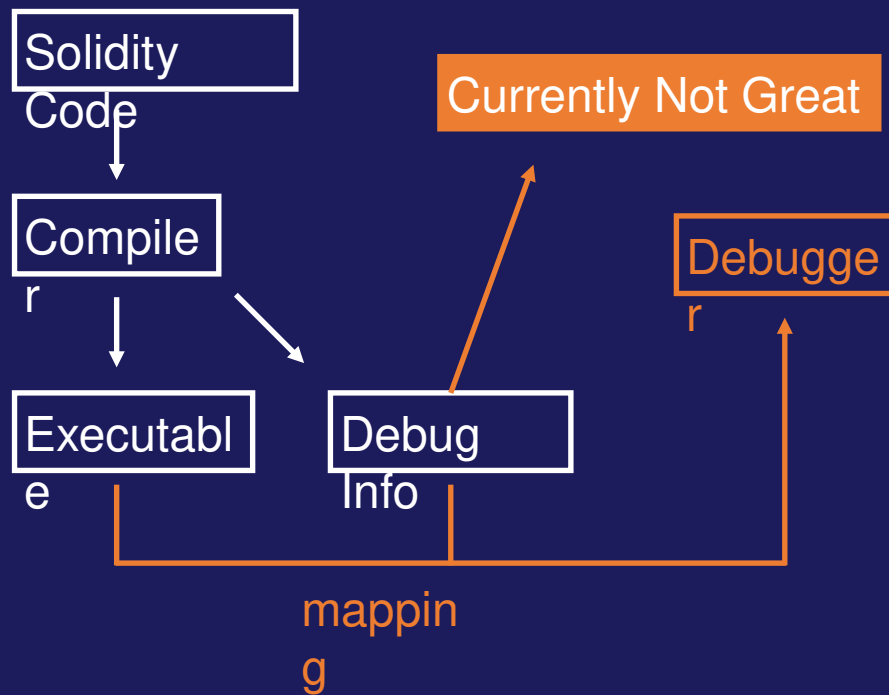 Solidity
Code
Currently Not Great
Compile
r
Debugge
r
Executabl
e
Debug
Info
mappin
g